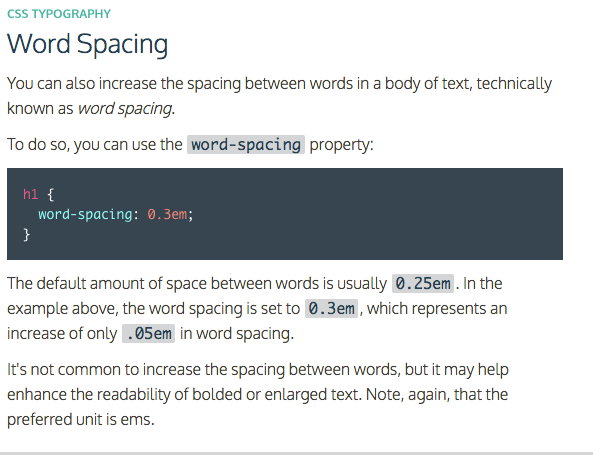 CSS TYPOGRAPHY
Word Spacing
You can also increase the spacing between words in a body of text, technically
known as word spacing.
To do so, you can use the word-spacing property:
h1 {
  word-spacing: 0.3em;
}
The default amount of space between words is usually 0.25em. In the
example above, the word spacing is set to 0.3em, which represents an
increase of only .05em in word spacing.
It's not common to increase the spacing between words, but it may help
enhance the readability of bolded or enlarged text. Note, again, that the
preferred unit is ems.